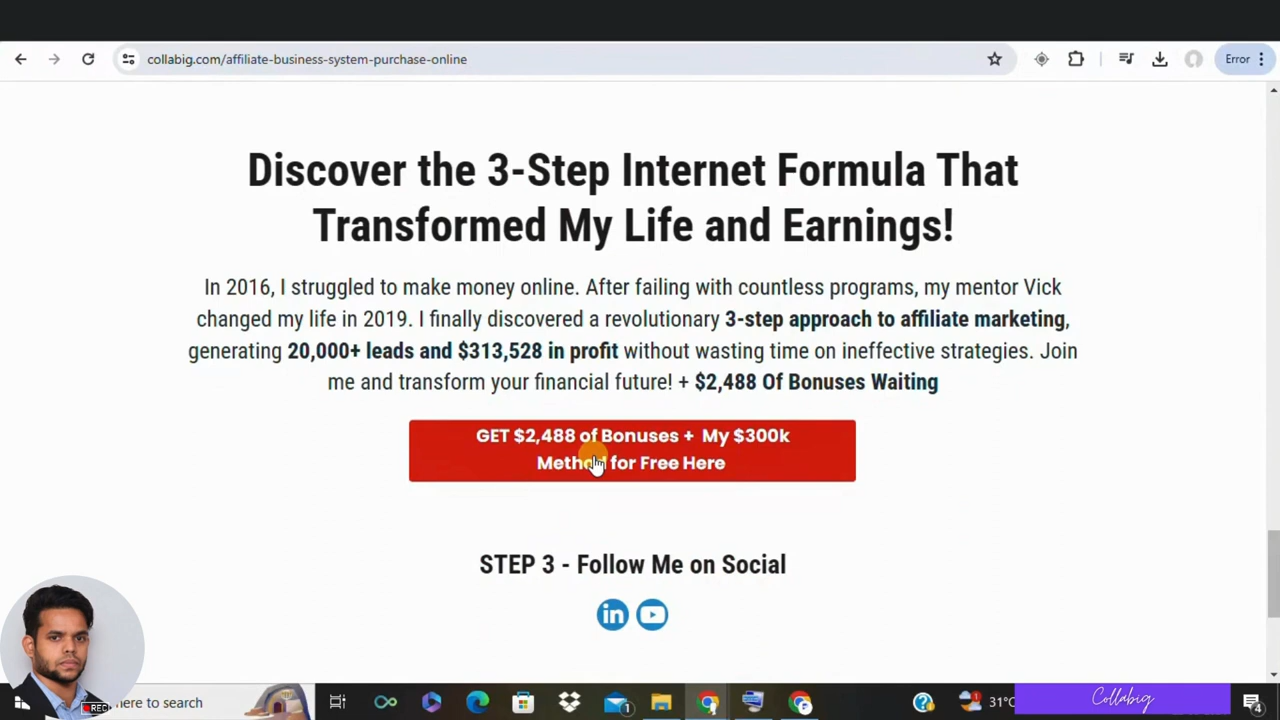 collabig.com/affiliate-business-system-purchase-online
Error
Discover the 3-Step Internet Formula That
Transformed My Life and Earnings!
In 2016, I struggled to make money online. After failing with countless programs, my mentor Vick
changed my life in 2019. I finally discovered a revolutionary 3-step approach to affiliate marketing,
generating 20,000+ leads and $313,528 in profit without wasting time on ineffective strategies. Join
me and transform your financial future! + $2,488 Of Bonuses Waiting
GET $2,488 of Bonuses + My $300k
Method for Free Here
STEP 3 - Follow Me on Social
in
REC
here to search
1
31°C
Collabig
4